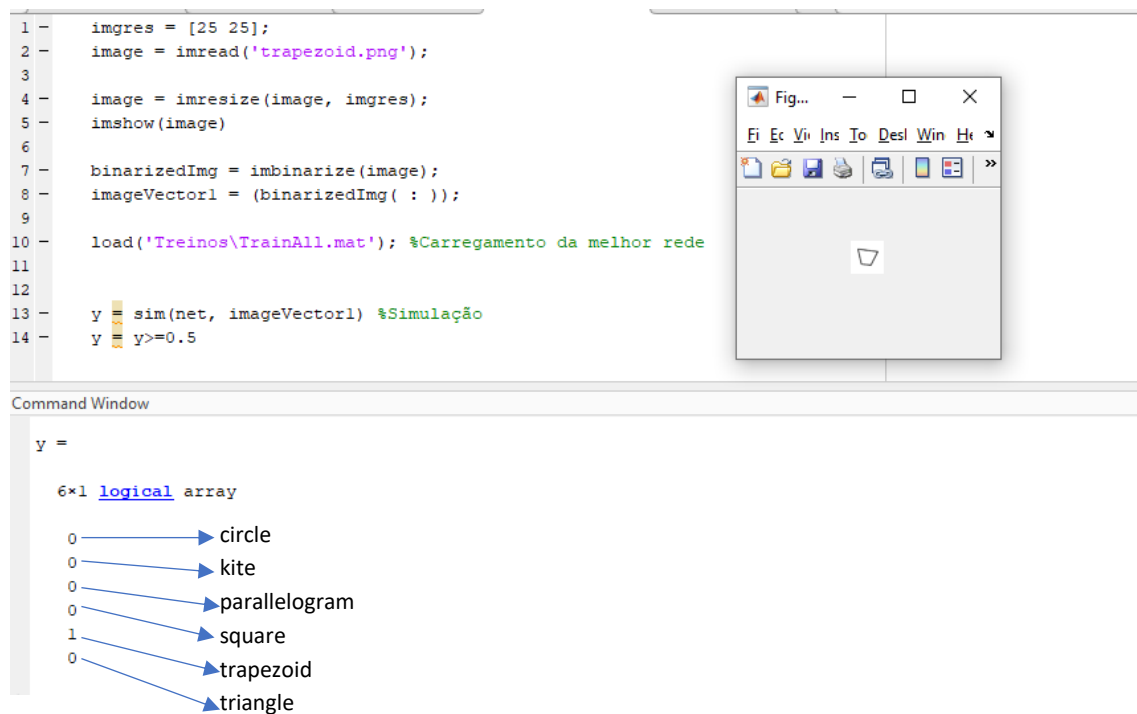 1 - imgres = [25 25];
2 - image = imread('trapezoid.png');
3
4 - image = imresize(image, imgres);
5 - imshow(image)
6
7 - binarizedImg = imbinarize(image);
8 - imageVector1 = (binarizedImg( : ));
9
10 - load('Treinos\TrainAll.mat'); %Carregamento da melhor rede
11
12
13 - y = sim(net, imageVector1) %Simulação
14 - y = y>=0.5
Fig...
Fi Ec Vi Ins To Desl Win He
»
Command Window
y =
6×1 logical array
0 circle
0 kite
0 parallelogram
0 square
1 trapezoid
0 triangle